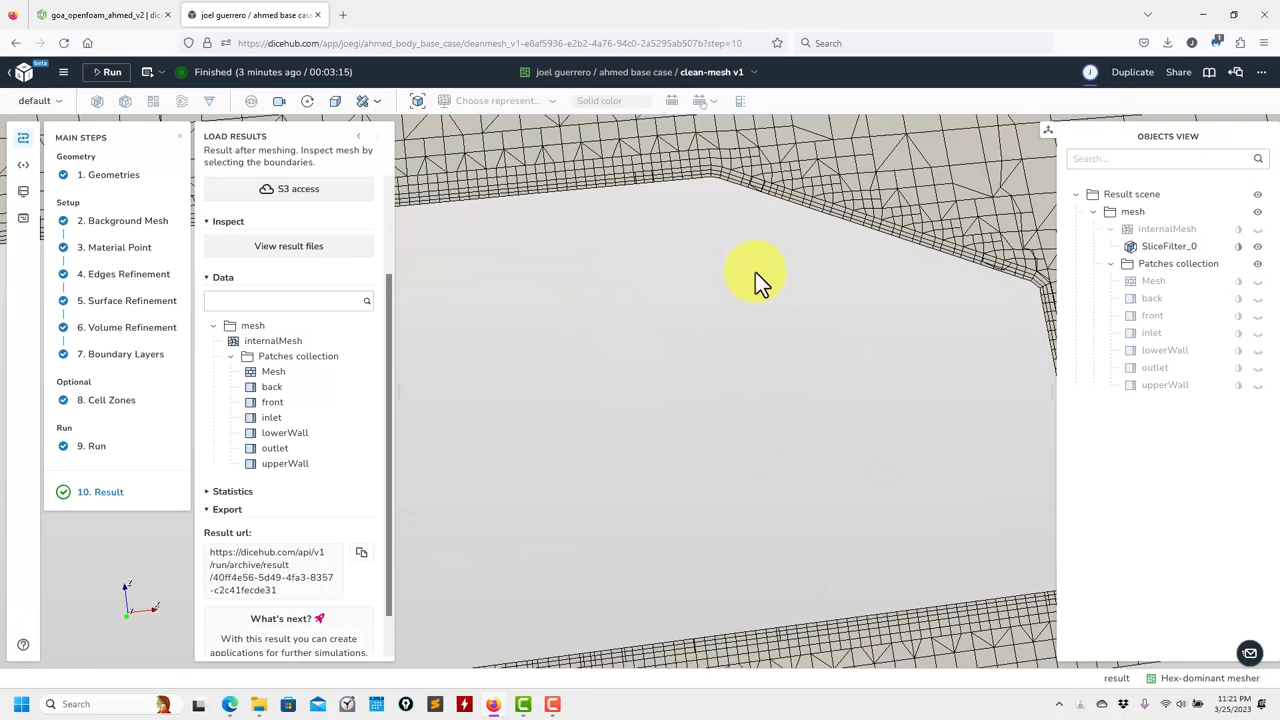 goa_openfoam_ahmed_v2 | dice
joel guerrero / ahmed base cas
https://dicehub.com/app/joegi/ahmed_body_base_case/cleanmesh_v1-e8af5936-c2b2-4a76-94c0-2a5295ab507b?step=10
Search
beta
Run
Finished (3 minutes ago / 00:03:15)
joel guerrero / ahmed base case / clean-mesh v1
J
Duplicate
Share
default
Choose represent...
Solid color
MAIN STEPS
Geometry
1. Geometries
Setup
2. Background Mesh
3. Material Point
4. Edges Refinement
5. Surface Refinement
6. Volume Refinement
7. Boundary Layers
Optional
8. Cell Zones
Run
9. Run
10. Result
LOAD RESULTS
Result after meshing. Inspect mesh by
selecting the boundaries.
S3 access
Inspect
View result files
Data
mesh
internalMesh
Patches collection
Mesh
back
front
inlet
lowerWall
outlet
upperWall
Statistics
Export
Result url:
https://dicehub.com/api/v1
/run/archive/result
/40ff4e56-5d49-4fa3-8357
-c2c41fecde31
What's next? 🚀
With this result you can create
applications for further simulations.
OBJECTS VIEW
Search...
Result scene
mesh
internalMesh
SliceFilter_0
Patches collection
Mesh
back
front
inlet
lowerWall
outlet
upperWall
result
Hex-dominant mesher
Search
11:21 PM
3/25/2023